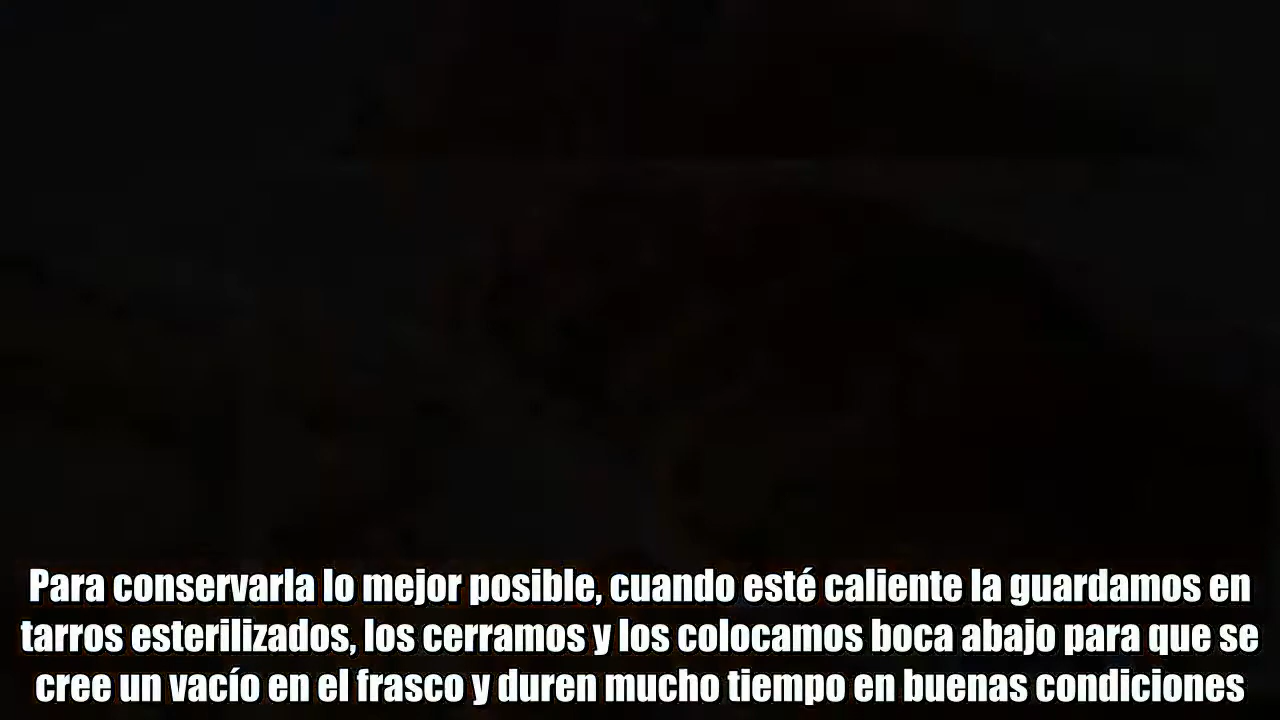 Para conservarla lo mejor posible, cuando esté caliente la guardamos en
tarros esterilizados, los cerramos y los colocamos boca abajo para que se
cree un vacío en el frasco y duren mucho tiempo en buenas condiciones